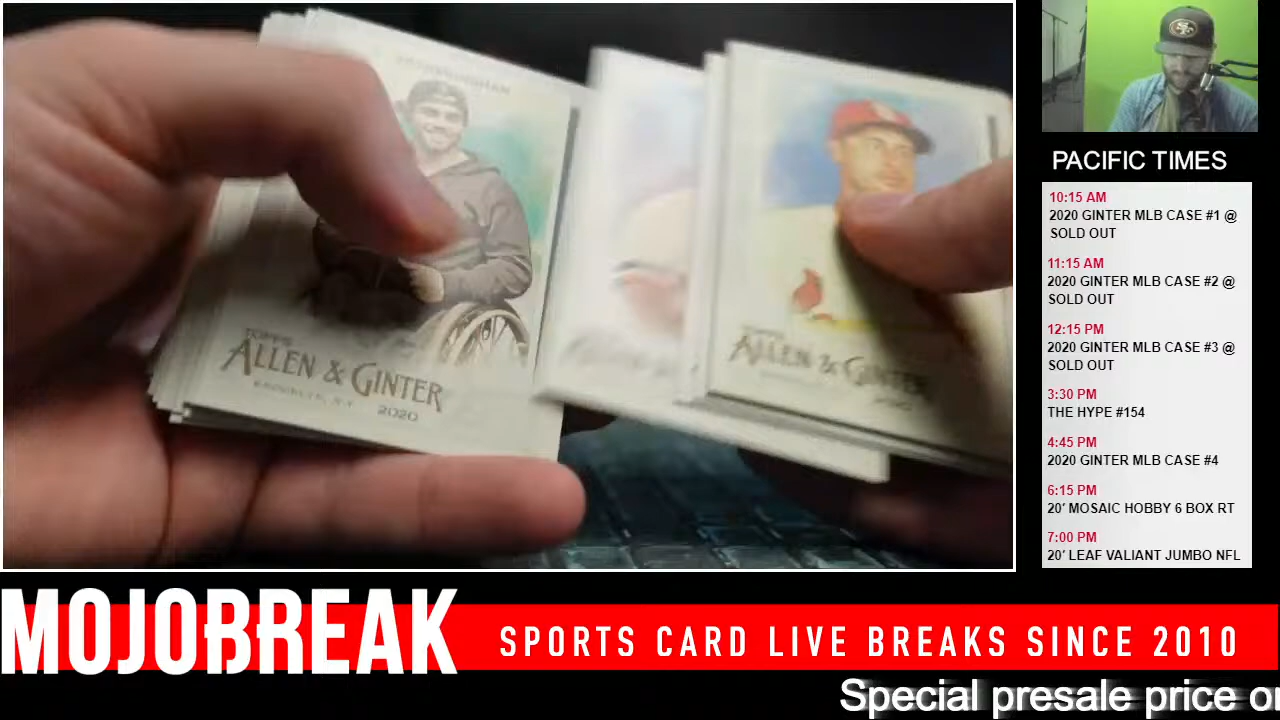 TOPPS
ALLEN & GINTER
BROOKLYN, N.Y.
2020
TOPPS
ALLEN & GINTER
PACIFIC TIMES
10:15 AM
2020 GINTER MLB CASE #1 @
SOLD OUT
11:15 AM
2020 GINTER MLB CASE #2 @
SOLD OUT
12:15 PM
2020 GINTER MLB CASE #3 @
SOLD OUT
3:30 PM
THE HYPE #154
4:45 PM
2020 GINTER MLB CASE #4
6:15 PM
20' MOSAIC HOBBY 6 BOX RT
7:00 PM
20' LEAF VALIANT JUMBO NFL
MOJOBREAK
SPORTS CARD LIVE BREAKS SINCE 2010
Special presale price